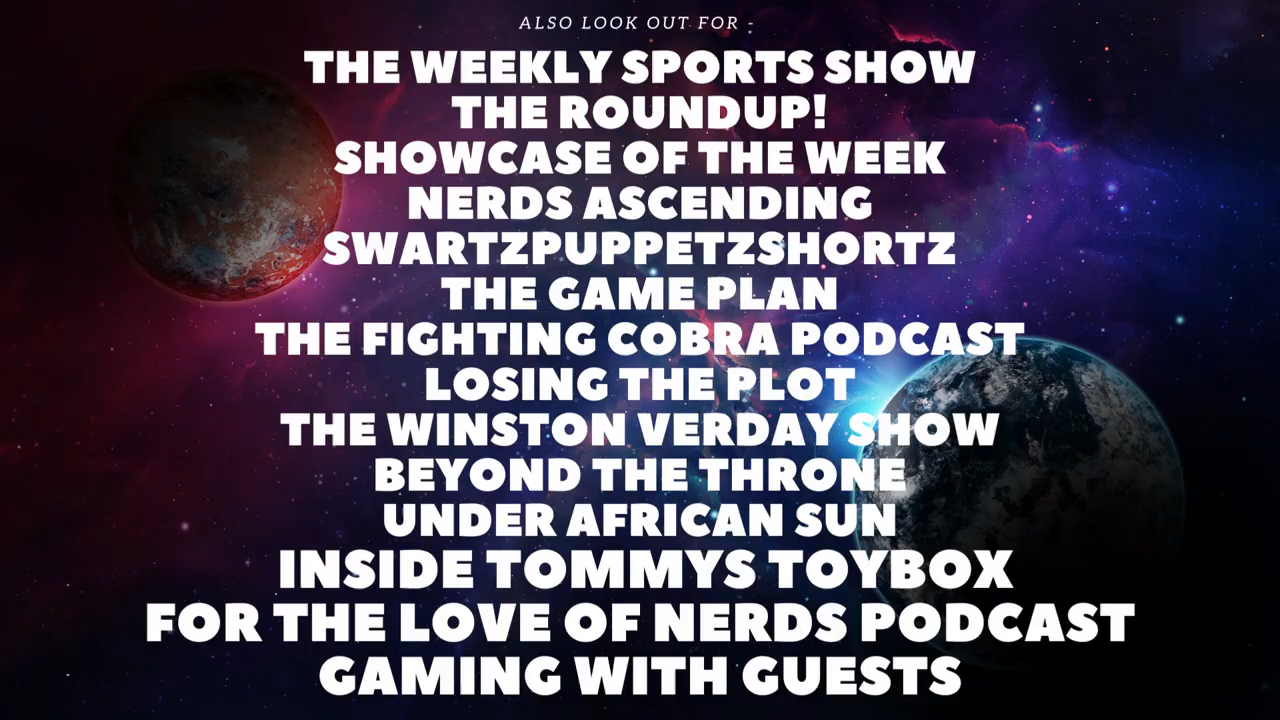 ALSO LOOK OUT FOR -
THE WEEKLY SPORTS SHOW
THE ROUNDUP!
SHOWCASE OF THE WEEK
NERDS ASCENDING
SWARTZPUPPETZSHORTZ
THE GAME PLAN
THE FIGHTING COBRA PODCAST
LOSING THE PLOT
THE WINSTON VERDAY SHOW
BEYOND THE THRONE
UNDER AFRICAN SUN
INSIDE TOMMYS TOYBOX
FOR THE LOVE OF NERDS PODCAST
GAMING WITH GUESTS